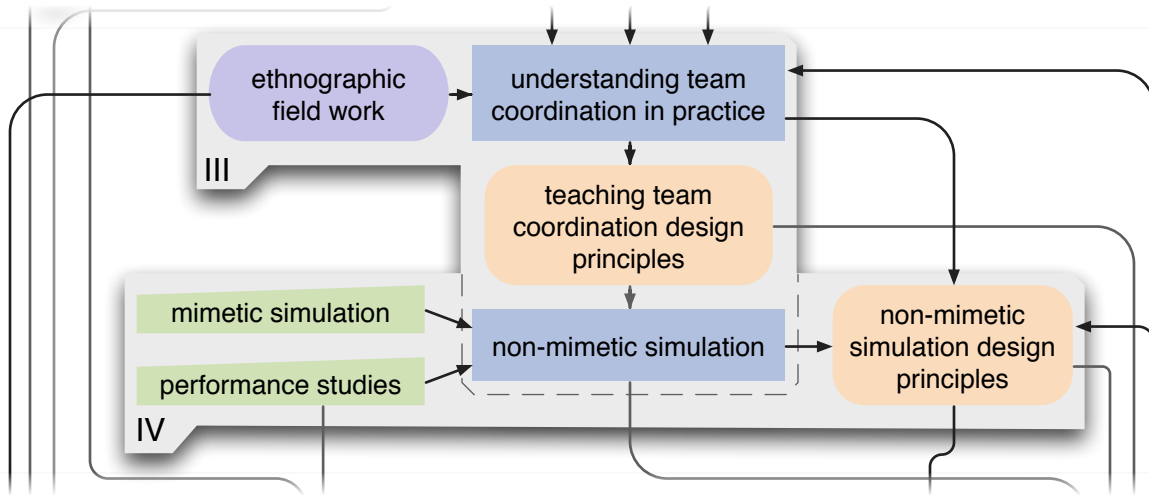 ethnographic
field work
understanding team
coordination in practice
III
teaching team
coordination design
principles
mimetic simulation
performance studies
non-mimetic simulation
non-mimetic
simulation design
principles
IV